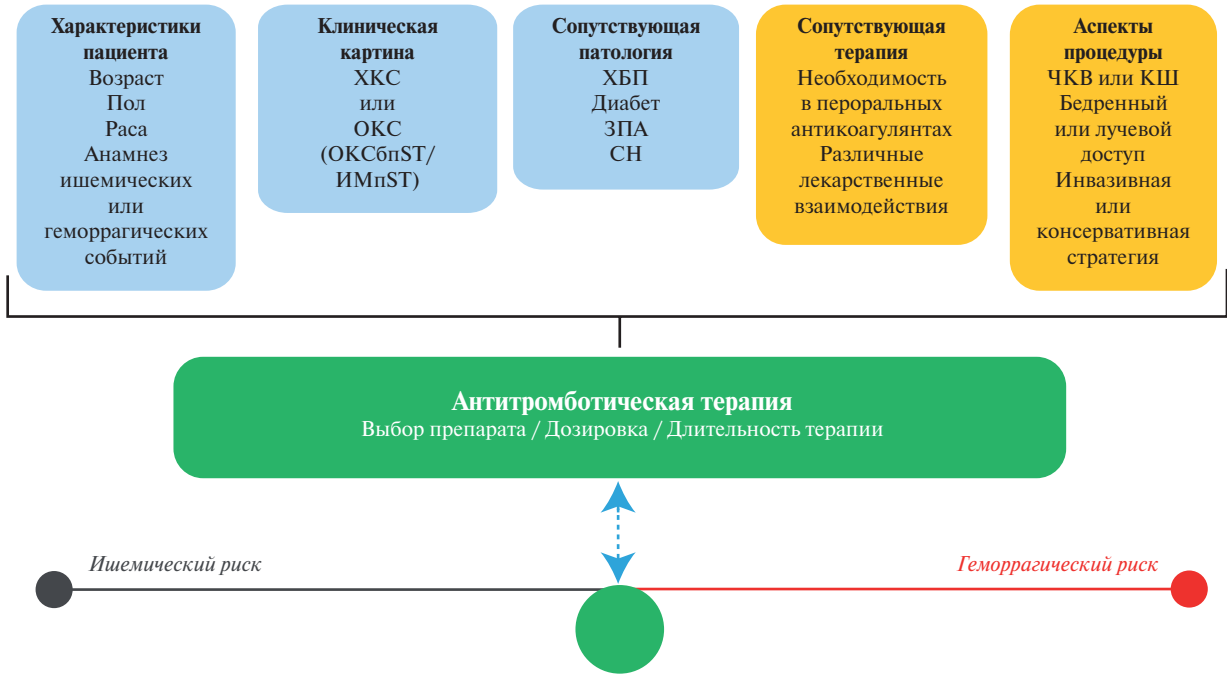 Характеристики
пациента
Возраст
Пол
Раса
Анамнез
ишемических
или
геморрагических
событий
Клиническая
картина
ХКС
или
ОКС
(ОКСбпST/
ИМпST)
Сопутствующая
патология
ХБП
Диабет
ЗПА
СН
Сопутствующая
терапия
Необходимость
в пероральных
антикоагулянтах
Различные
лекарственные
взаимодействия
Аспекты
процедуры
ЧКВ или КШ
Бедренный
или лучевой
доступ
Инвазивная
или
консервативная
стратегия
Антитромботическая терапия
Выбор препарата / Дозировка / Длительность терапии
Ишемический риск
Геморрагический риск